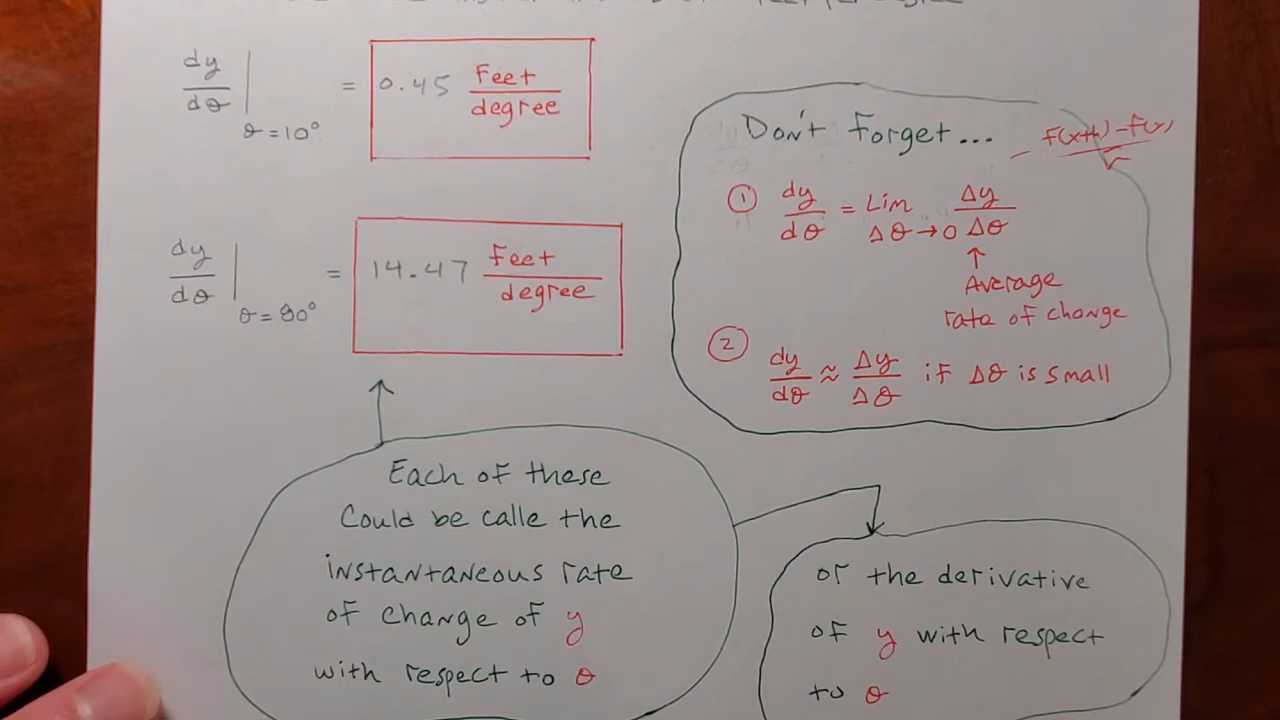 feet per degree
dy/dθ | θ = 10° = 0.45 Feet/degree
dy/dθ | θ = 80° = 14.47 Feet/degree
Don't Forget...
F(x+h) - F(x)
① dy/dθ = Lim Δθ → 0 Δy/Δθ
↑
Average
rate of change
② dy/dθ ≈ Δy/Δθ if Δθ is small
Each of these
Could be calle the
instantaneous rate
of change of y
with respect to θ
or the derivative
of y with respect
to θ